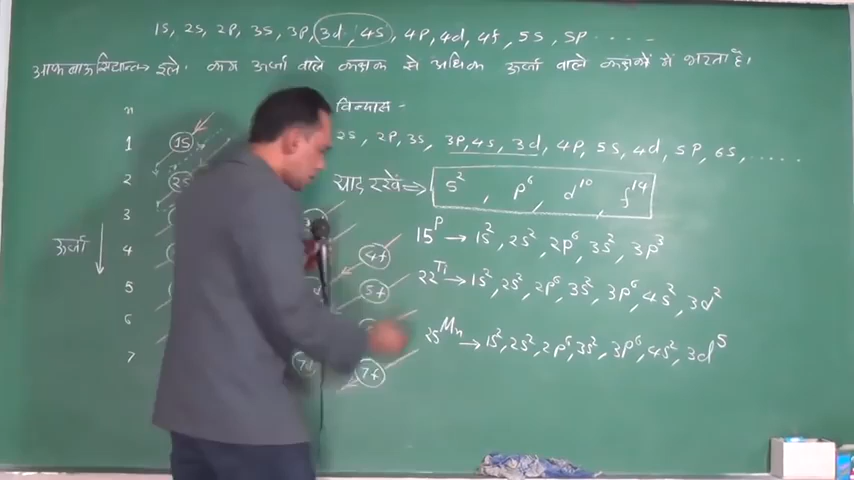 1s, 2s, 2p, 3s, 3p, 3d, 4s, 4p, 4d, 4f, 5s, 5p .....
आफबाऊ सिद्धान्त→ इले. कम ऊर्जा वाले कक्षक से अधिक ऊर्जा वाले कक्षकों में भरता है।
n
विन्यास -
1 1s 2s, 2p, 3s, 3p, 4s, 3d, 4p, 5s, 4d, 5p, 6s, .....
2 2s
याद रखें ⇒ s², p⁶, d¹⁰, f¹⁴
3
₁₅P → 1s², 2s², 2p⁶, 3s², 3p³
ऊर्जा
4 4f
₂₂Ti → 1s², 2s², 2p⁶, 3s², 3p⁶, 4s², 3d²
5 5f
6
₂₅Mn → 1s², 2s², 2p⁶, 3s², 3p⁶, 4s², 3d⁵
7 7d 7f